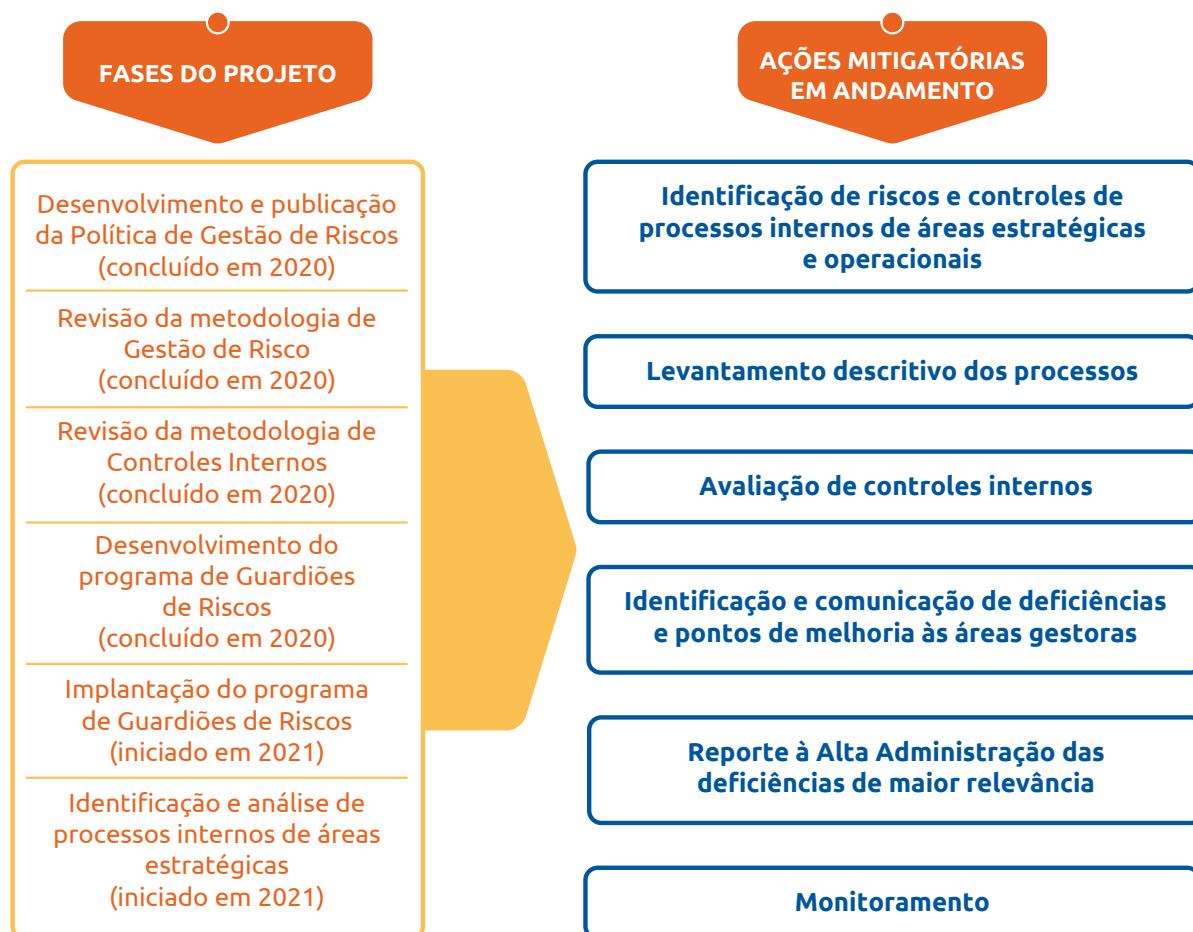 FASES DO PROJETO
Desenvolvimento e publicação
da Política de Gestão de Riscos
(concluído em 2020)
Revisão da metodologia de
Gestão de Risco
(concluído em 2020)
Revisão da metodologia de
Controles Internos
(concluído em 2020)
Desenvolvimento do
programa de Guardiões
de Riscos
(concluído em 2020)
Implantação do programa
de Guardiões de Riscos
(iniciado em 2021)
Identificação e análise de
processos internos de áreas
estratégicas
(iniciado em 2021)
AÇÕES MITIGATÓRIAS
EM ANDAMENTO
Identificação de riscos e controles de
processos internos de áreas estratégicas
e operacionais
Levantamento descritivo dos processos
Avaliação de controles internos
Identificação e comunicação de deficiências
e pontos de melhoria às áreas gestoras
Reporte à Alta Administração das
deficiências de maior relevância
Monitoramento